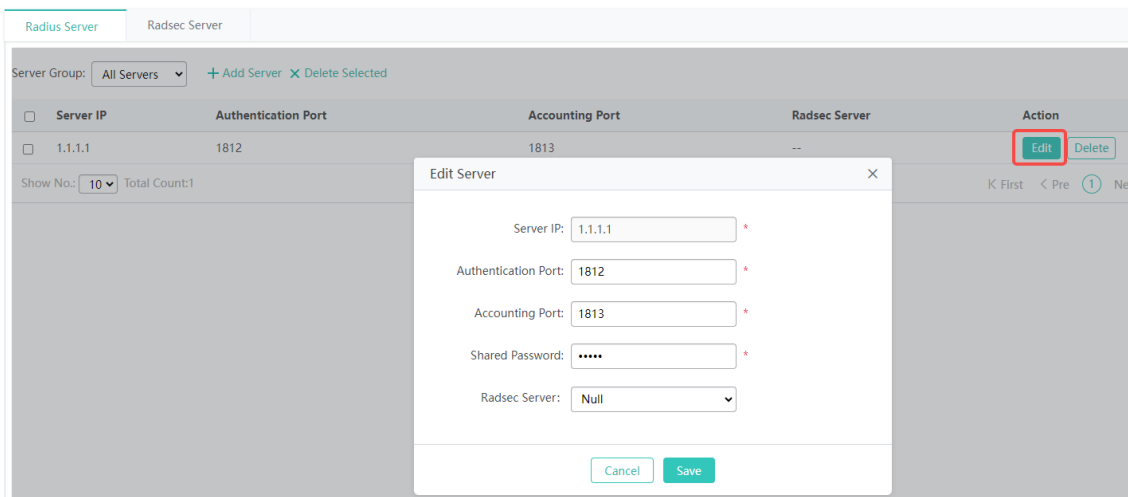 Radius Server Radsec Server
Server Group: All Servers + Add Server × Delete Selected
Server IP Authentication Port Accounting Port Radsec Server Action
1.1.1.1 1812 1813 -- Edit Delete
Show No.: 10 Total Count:1 First Pre 1 Ne
Edit Server ×
Server IP: 1.1.1.1 *
Authentication Port: 1812 *
Accounting Port: 1813 *
Shared Password: ••••• *
Radsec Server: Null
Cancel Save